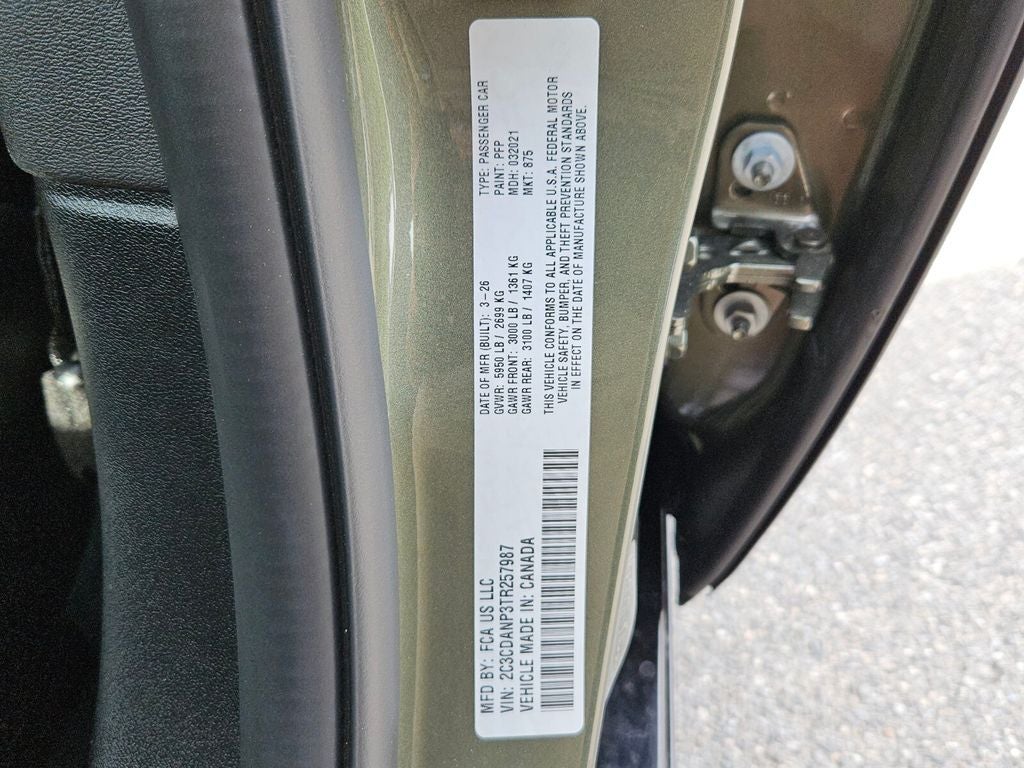 MFD BY: FCA US LLC
VIN: 2C3CDANP3TR257987
VEHICLE MADE IN: CANADA
DATE OF MFR (BUILT): 3-26
GVWR: 5950 LB / 2699 KG
GAWR FRONT: 3000 LB / 1361 KG
GAWR REAR: 3100 LB / 1407 KG
TYPE: PASSENGER CAR
PAINT: PFP
MDH: 032021
MKT: 875
THIS VEHICLE CONFORMS TO ALL APPLICABLE U.S.A. FEDERAL MOTOR
VEHICLE SAFETY, BUMPER, AND THEFT PREVENTION STANDARDS
IN EFFECT ON THE DATE OF MANUFACTURE SHOWN ABOVE.